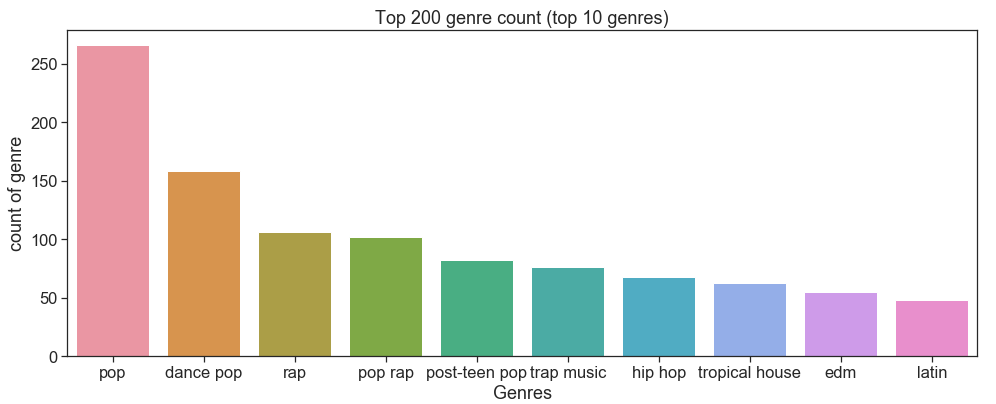 Top 200 genre count (top 10 genres)
count of genre
250
200
150
100
50
0
pop dance pop rap pop rap post-teen pop trap music hip hop tropical house edm latin
Genres